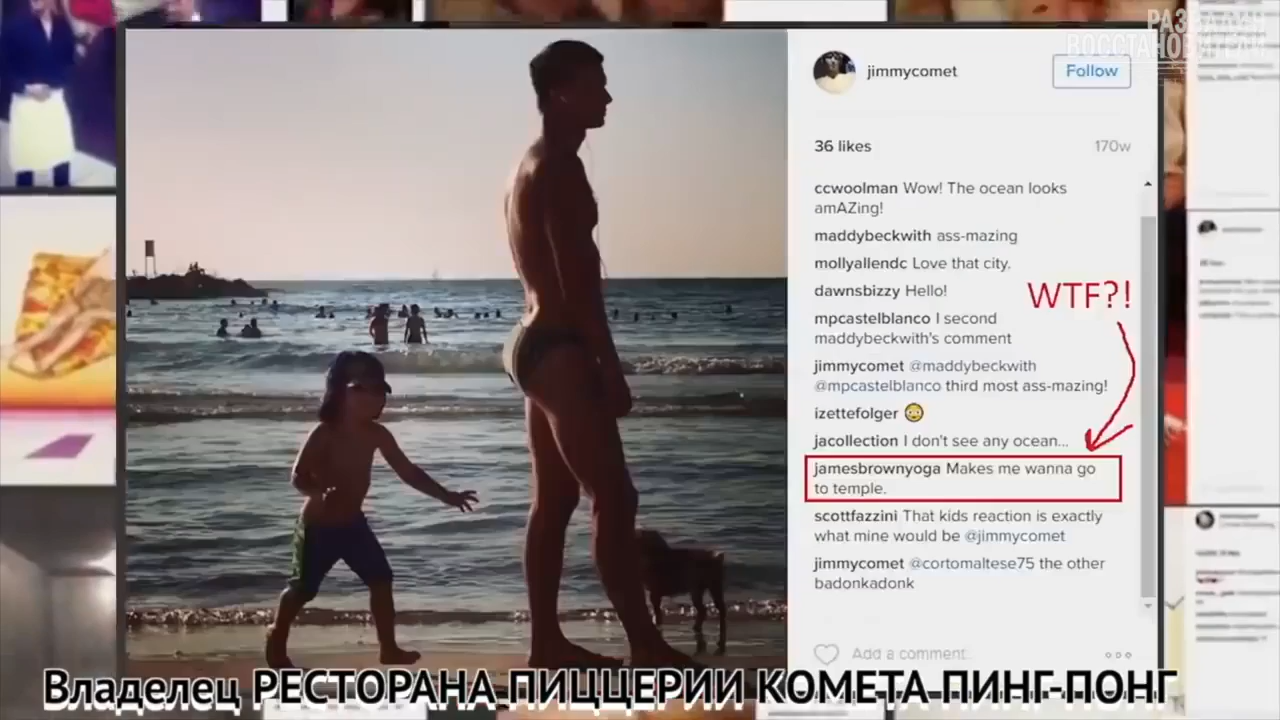 РАЗВАЛИЛИ
ВОССТАНОВИТЕЛИ
jimmycomet
Follow
36 likes
170w
ccwoolman Wow! The ocean looks
amAZing!
maddybeckwith ass-mazing
mollyallendc Love that city.
dawnsbizzy Hello!
WTF?!
mpcastelblanco I second
maddybeckwith's comment
jimmycomet @maddybeckwith
@mpcastelblanco third most ass-mazing!
izettefolger
jacollection I don't see any ocean...
jamesbrownyoga Makes me wanna go
to temple.
scottfazzini That kids reaction is exactly
what mine would be @jimmycomet
jimmycomet @cortomaltese75 the other
badonkadonk
Add a comment...
Владелец РЕСТОРАНА ПИЦЦЕРИИ КОМЕТА ПИНГ-ПОНГ